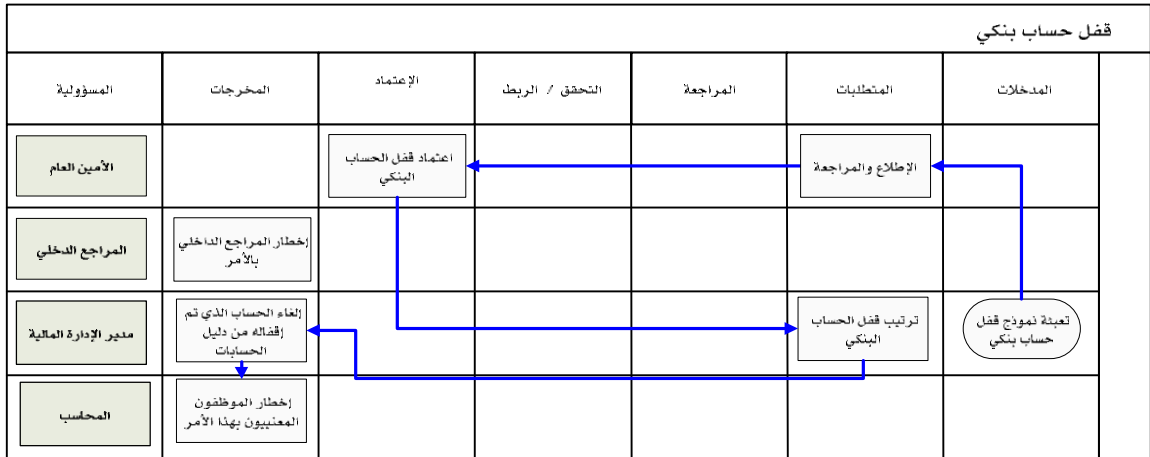 قفل حساب بنكي
المدخلات
المتطلبات
المراجعة
التحقق / الربط
الإعتماد
المخرجات
المسؤولية
الإطلاع والمراجعة
اعتماد قفل الحساب
البنكي
الأمين العام
إخطار المراجع الداخلي
بالأمر
المراجع الدخلي
تعبئة نموذج قفل
حساب بنكي
ترتيب قفل الحساب
البنكي
إلغاء الحساب الذي تم
إقفاله من دليل
الحسابات
مدير الإدارة المالية
إخطار الموظفون
المعنييون بهذا الأمر
المحاسب